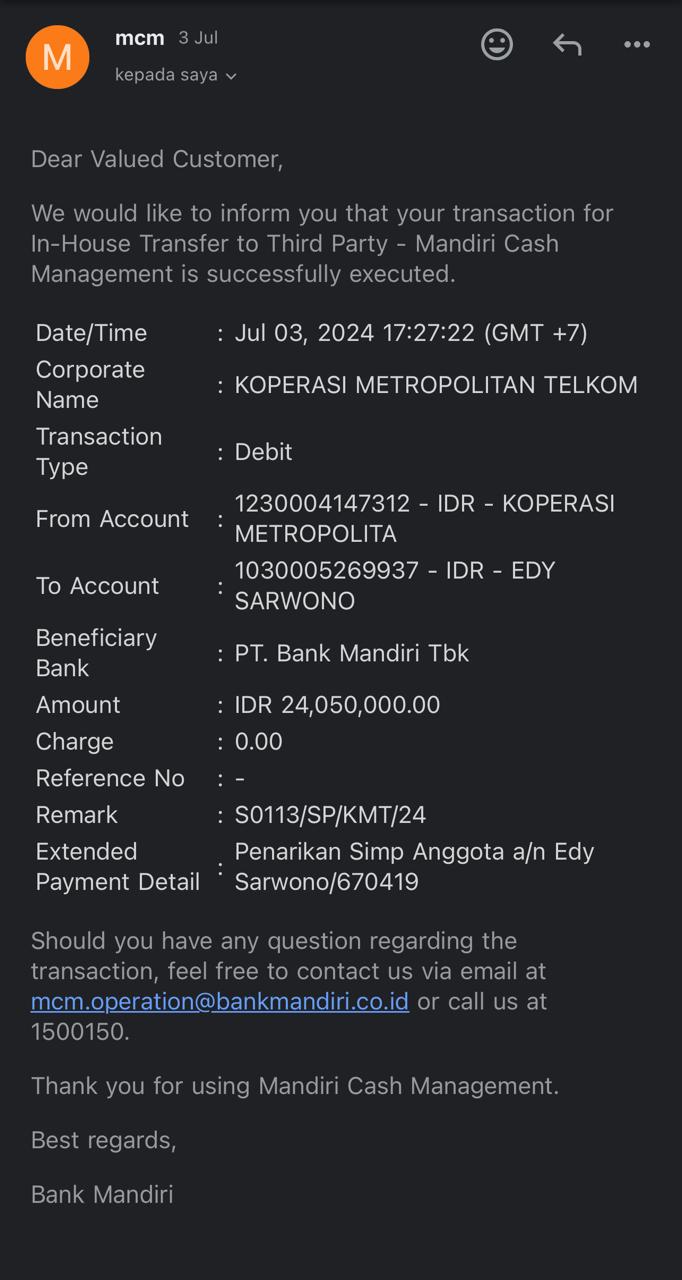 M
mcm 3 Jul
kepada saya
Dear Valued Customer,
We would like to inform you that your transaction for
In-House Transfer to Third Party - Mandiri Cash
Management is successfully executed.
Date/Time : Jul 03, 2024 17:27:22 (GMT +7)
Corporate
Name : KOPERASI METROPOLITAN TELKOM
Transaction
Type : Debit
From Account : 1230004147312 - IDR - KOPERASI
METROPOLITA
To Account : 1030005269937 - IDR - EDY
SARWONO
Beneficiary
Bank : PT. Bank Mandiri Tbk
Amount : IDR 24,050,000.00
Charge : 0.00
Reference No : -
Remark : S0113/SP/KMT/24
Extended
Payment Detail : Penarikan Simp Anggota a/n Edy
Sarwono/670419
Should you have any question regarding the
transaction, feel free to contact us via email at
mcm.operation@bankmandiri.co.id or call us at
1500150.
Thank you for using Mandiri Cash Management.
Best regards,
Bank Mandiri